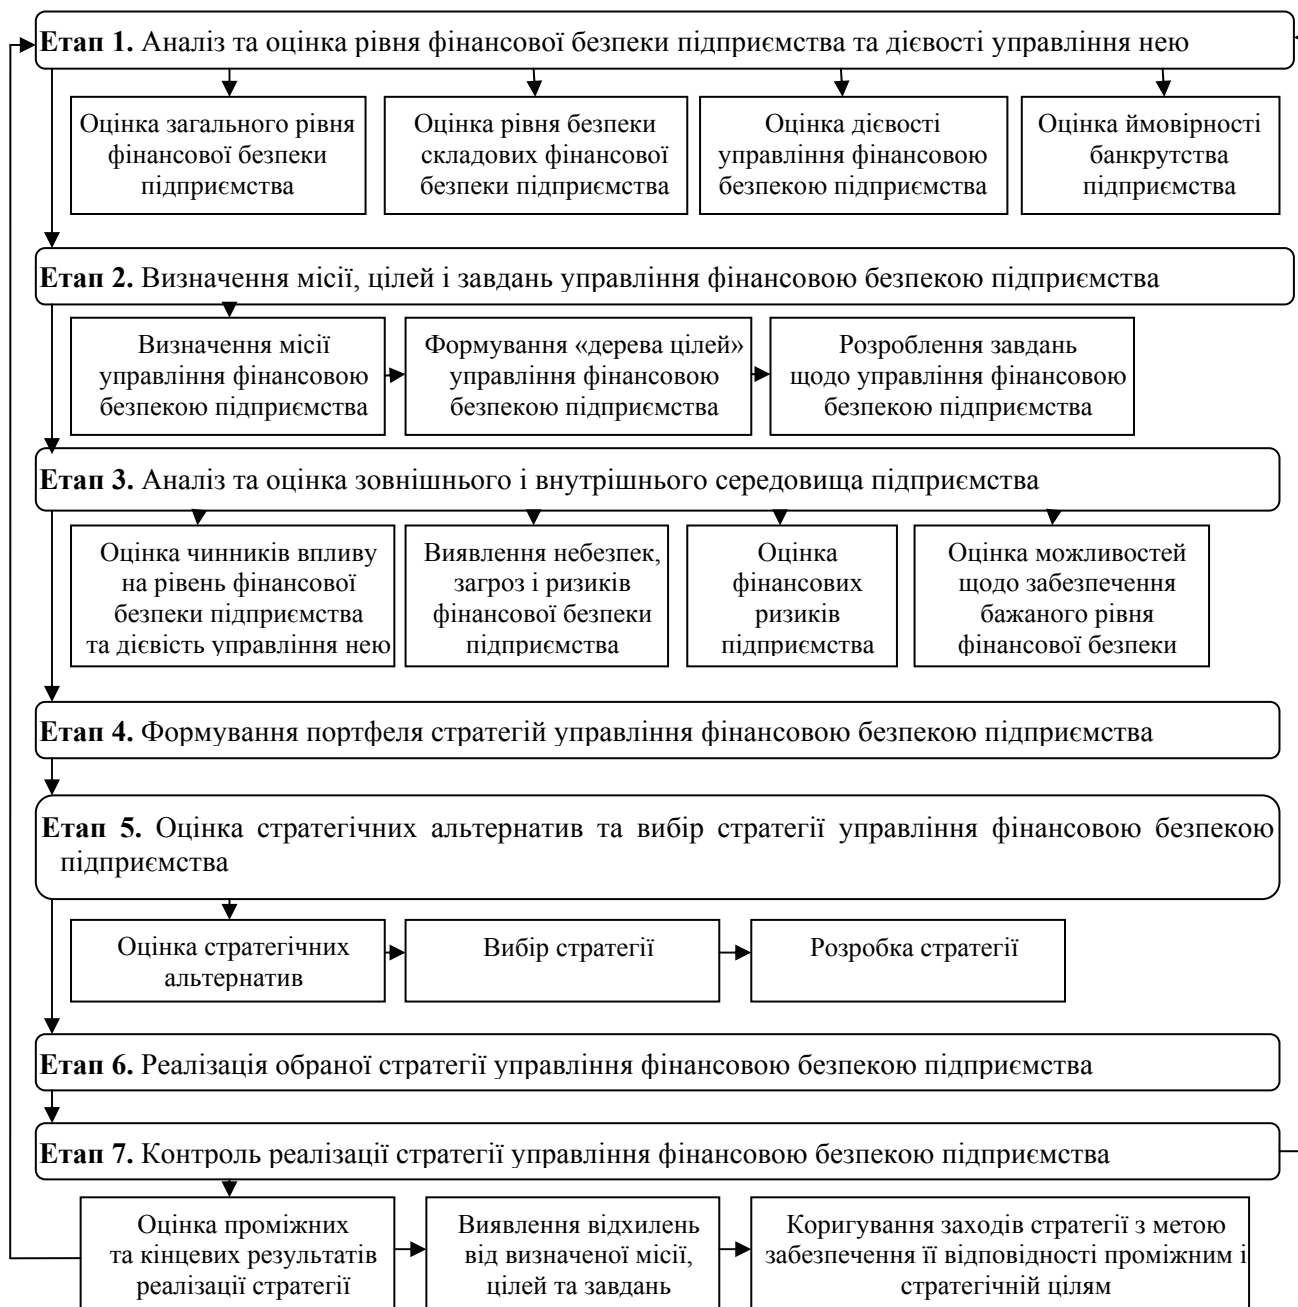 Етап 1. Аналіз та оцінка рівня фінансової безпеки підприємства та дієвості управління нею
Оцінка загального рівня
фінансової безпеки
підприємства
Оцінка рівня безпеки
складових фінансової
безпеки підприємства
Оцінка дієвості
управління фінансовою
безпекою підприємства
Оцінка ймовірності
банкрутства
підприємства
Етап 2. Визначення місії, цілей і завдань управління фінансовою безпекою підприємства
Визначення місії
управління фінансовою
безпекою підприємства
Формування «дерева цілей»
управління фінансовою
безпекою підприємства
Розроблення завдань
щодо управління фінансовою
безпекою підприємства
Етап 3. Аналіз та оцінка зовнішнього і внутрішнього середовища підприємства
Оцінка чинників впливу
на рівень фінансової
безпеки підприємства
та дієвість управління нею
Виявлення небезпек,
загроз і ризиків
фінансової безпеки
підприємства
Оцінка
фінансових
ризиків
підприємства
Оцінка можливостей
щодо забезпечення
бажаного рівня
фінансової безпеки
Етап 4. Формування портфеля стратегій управління фінансовою безпекою підприємства
Етап 5. Оцінка стратегічних альтернатив та вибір стратегії управління фінансовою безпекою
підприємства
Оцінка стратегічних
альтернатив
Вибір стратегії
Розробка стратегії
Етап 6. Реалізація обраної стратегії управління фінансовою безпекою підприємства
Етап 7. Контроль реалізації стратегії управління фінансовою безпекою підприємства
Оцінка проміжних
та кінцевих результатів
реалізації стратегії
Виявлення відхилень
від визначеної місії,
цілей та завдань
Коригування заходів стратегії з метою
забезпечення її відповідності проміжним і
стратегічній цілям